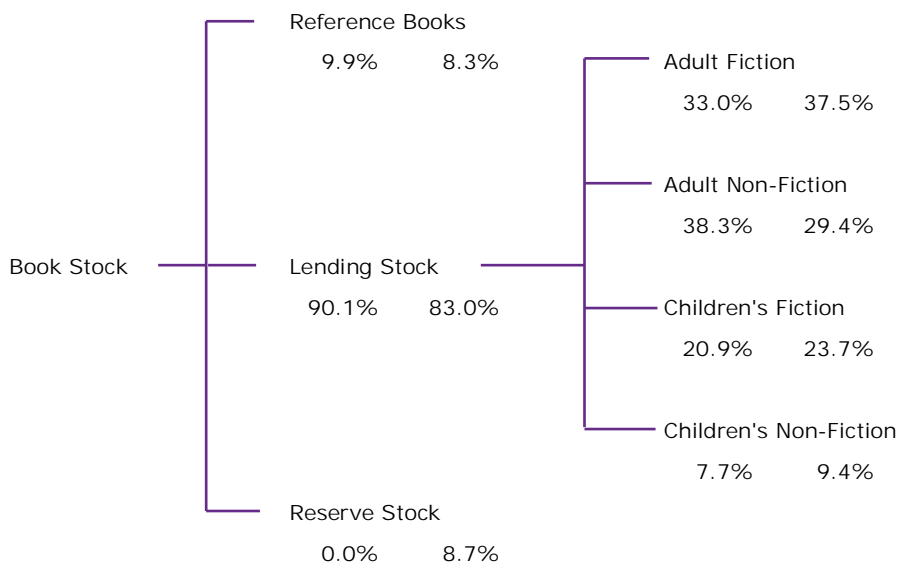 Reference Books
9.9% 8.3%
Adult Fiction
33.0% 37.5%
Adult Non-Fiction
38.3% 29.4%
Book Stock
Lending Stock
90.1% 83.0%
Children's Fiction
20.9% 23.7%
Children's Non-Fiction
7.7% 9.4%
Reserve Stock
0.0% 8.7%